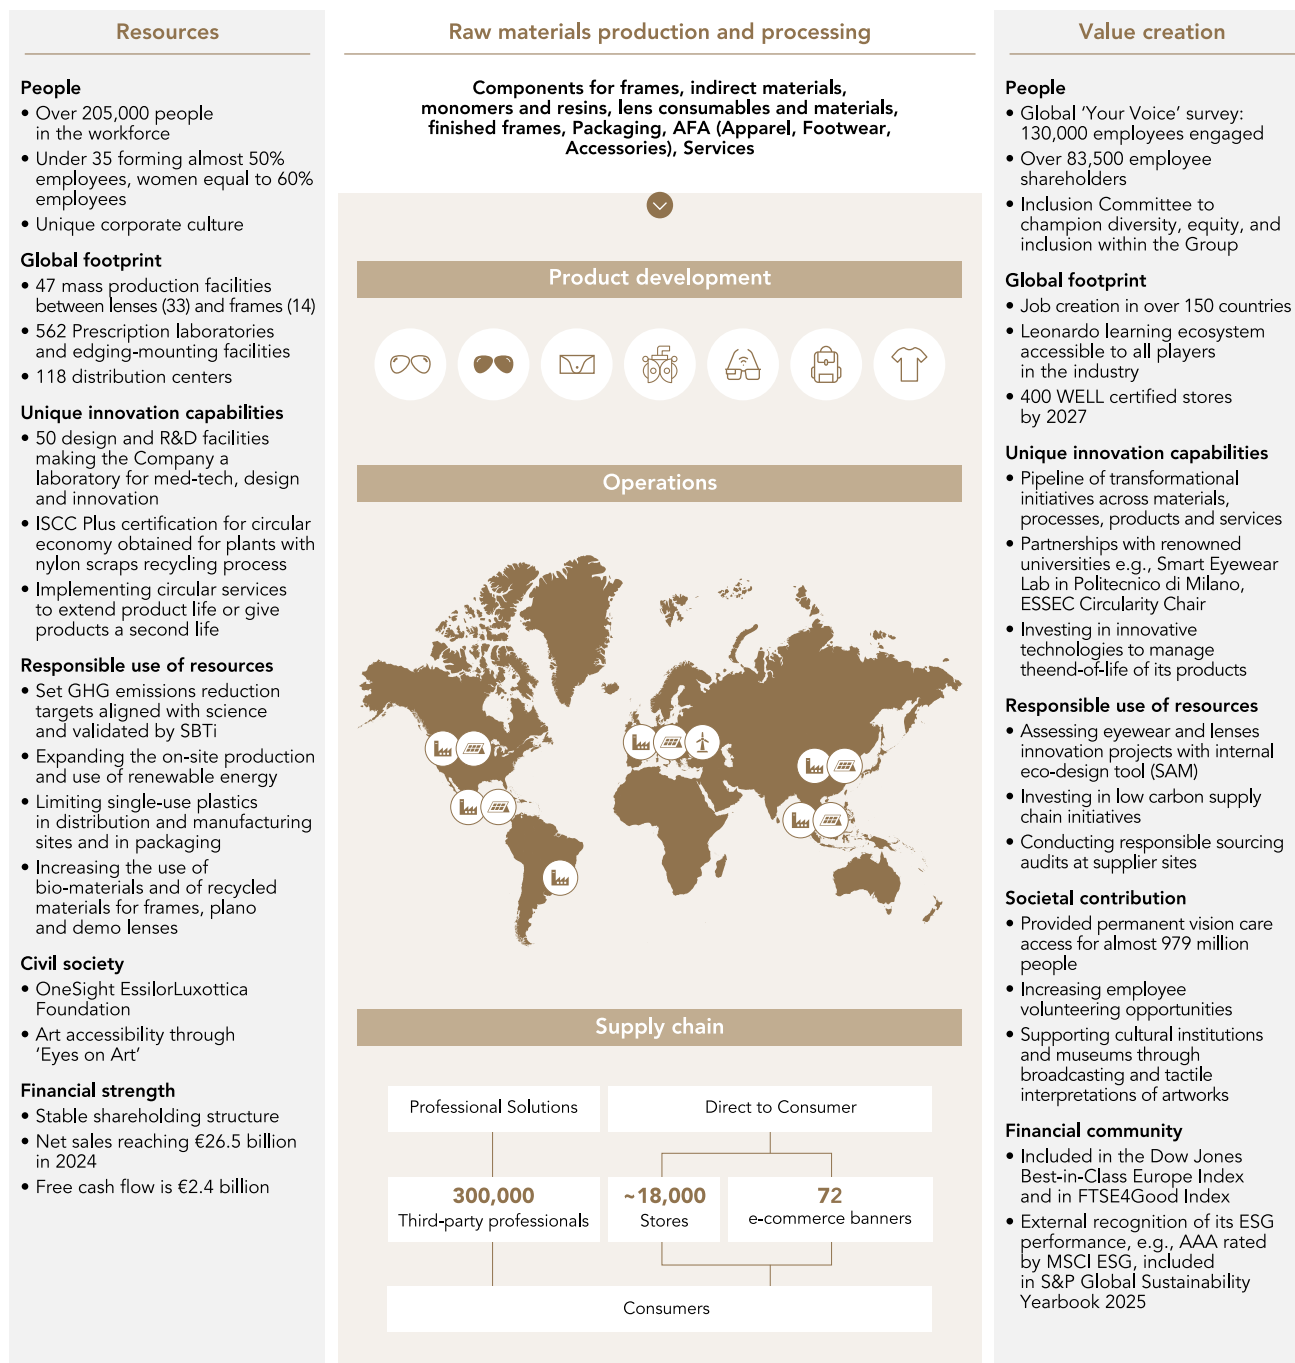 Resources
People
• Over 205,000 people
in the workforce
• Under 35 forming almost 50%
employees, women equal to 60%
employees
• Unique corporate culture
Global footprint
• 47 mass production facilities
between lenses (33) and frames (14)
• 562 Prescription laboratories
and edging-mounting facilities
• 118 distribution centers
Unique innovation capabilities
• 50 design and R&D facilities
making the Company a
laboratory for med-tech, design
and innovation
• ISCC Plus certification for circular
economy obtained for plants with
nylon scraps recycling process
• Implementing circular services
to extend product life or give
products a second life
Responsible use of resources
• Set GHG emissions reduction
targets aligned with science
and validated by SBTi
• Expanding the on-site production
and use of renewable energy
• Limiting single-use plastics
in distribution and manufacturing
sites and in packaging
• Increasing the use of
bio-materials and of recycled
materials for frames, plano
and demo lenses
Civil society
• OneSight EssilorLuxottica
Foundation
• Art accessibility through
‘Eyes on Art’
Financial strength
• Stable shareholding structure
• Net sales reaching €26.5 billion
in 2024
• Free cash flow is €2.4 billion
Raw materials production and processing
Components for frames, indirect materials,
monomers and resins, lens consumables and materials,
finished frames, Packaging, AFA (Apparel, Footwear,
Accessories), Services
Product development
Operations
Supply chain
Professional Solutions
Direct to Consumer
300,000
Third-party professionals
~18,000
Stores
72
e-commerce banners
Consumers
Value creation
People
• Global ‘Your Voice’ survey:
130,000 employees engaged
• Over 83,500 employee
shareholders
• Inclusion Committee to
champion diversity, equity, and
inclusion within the Group
Global footprint
• Job creation in over 150 countries
• Leonardo learning ecosystem
accessible to all players
in the industry
• 400 WELL certified stores
by 2027
Unique innovation capabilities
• Pipeline of transformational
initiatives across materials,
processes, products and services
• Partnerships with renowned
universities e.g., Smart Eyewear
Lab in Politecnico di Milano,
ESSEC Circularity Chair
• Investing in innovative
technologies to manage
theend-of-life of its products
Responsible use of resources
• Assessing eyewear and lenses
innovation projects with internal
eco-design tool (SAM)
• Investing in low carbon supply
chain initiatives
• Conducting responsible sourcing
audits at supplier sites
Societal contribution
• Provided permanent vision care
access for almost 979 million
people
• Increasing employee
volunteering opportunities
• Supporting cultural institutions
and museums through
broadcasting and tactile
interpretations of artworks
Financial community
• Included in the Dow Jones
Best-in-Class Europe Index
and in FTSE4Good Index
• External recognition of its ESG
performance, e.g., AAA rated
by MSCI ESG, included
in S&P Global Sustainability
Yearbook 2025